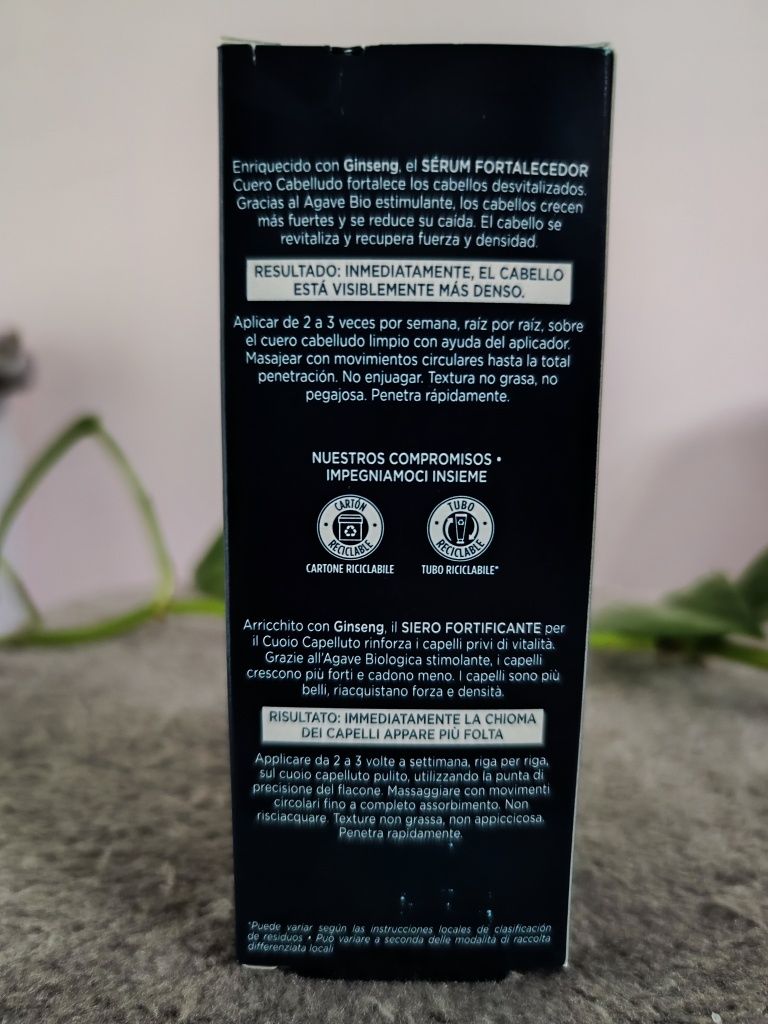 Enriquecido con Ginseng, el SÉRUM FORTALECEDOR
Cuero Cabelludo fortalece los cabellos desvitalizados.
Gracias al Agave Bio estimulante, los cabellos crecen
más fuertes y se reduce su caída. El cabello se
revitaliza y recupera fuerza y densidad.
RESULTADO: INMEDIATAMENTE, EL CABELLO
ESTÁ VISIBLEMENTE MÁS DENSO.
Aplicar de 2 a 3 veces por semana, raíz por raíz, sobre
el cuero cabelludo limpio con ayuda del aplicador.
Masajear con movimientos circulares hasta la total
penetración. No enjuagar. Textura no grasa, no
pegajosa. Penetra rápidamente.
NUESTROS COMPROMISOS •
IMPEGNIAMOCI INSIEME
CARTÓN RECICLABLE
TUBO RECICLABLE
CARTONE RICICLABILE
TUBO RICICLABILE*
Arricchito con Ginseng, il SIERO FORTIFICANTE per
il Cuoio Capelluto rinforza i capelli privi di vitalità.
Grazie all'Agave Biologica stimolante, i capelli
crescono più forti e cadono meno. I capelli sono più
belli, riacquistano forza e densità.
RISULTATO: IMMEDIATAMENTE LA CHIOMA
DEI CAPELLI APPARE PIÙ FOLTA
Applicare da 2 a 3 volte a settimana, riga per riga,
sul cuoio capelluto pulito, utilizzando la punta di
precisione del flacone. Massaggiare con movimenti
circolari fino a completo assorbimento. Non
risciacquare. Texture non grassa, non appiccicosa.
Penetra rapidamente.
*Puede variar según las instrucciones locales de clasificación
de residuos • Può variare a seconda delle modalità di raccolta
differenziata locali